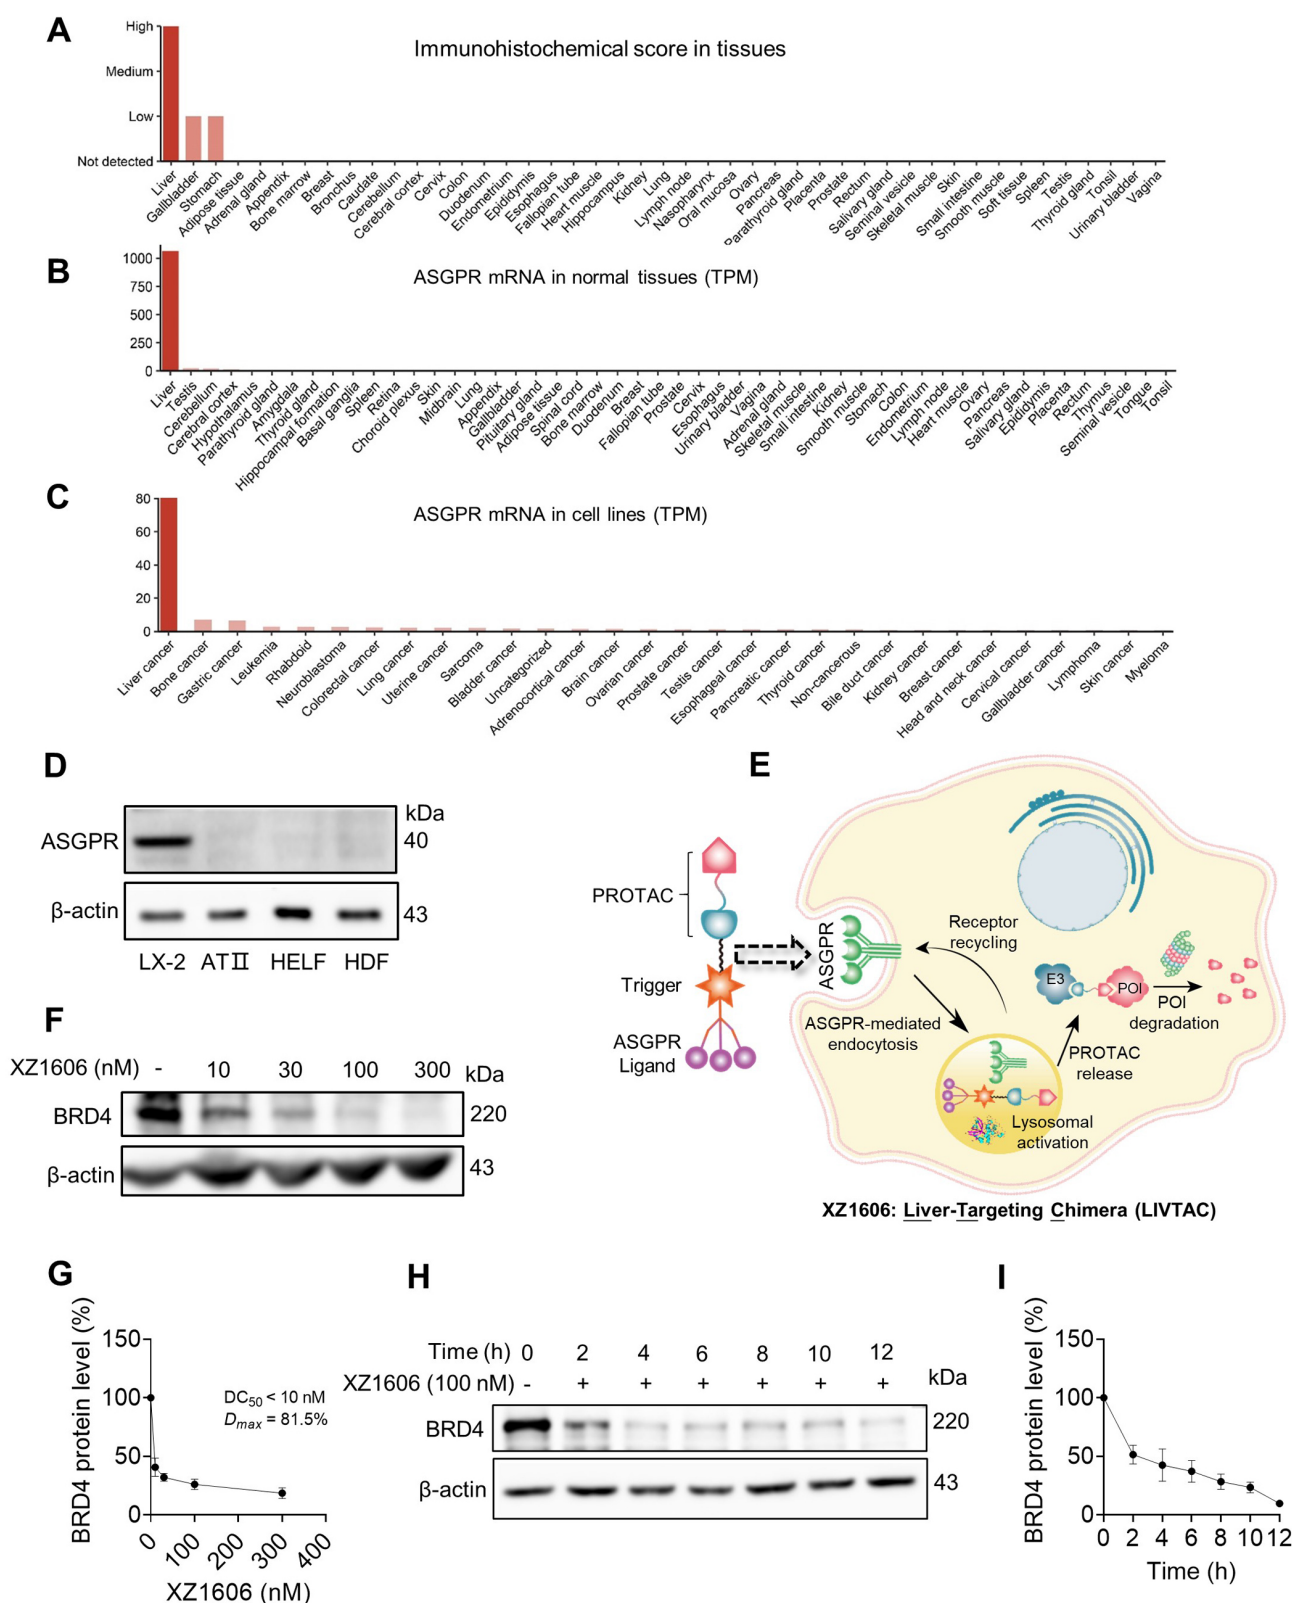 A
Immunohistochemical score in tissues
High
Medium
Low
Not detected
Liver
Gallbladder
Stomach
Adipose tissue
Adrenal gland
Appendix
Bone marrow
Breast
Bronchus
Caudate
Cerebellum
Cerebral cortex
Cervix
Colon
Duodenum
Endometrium
Epididymis
Esophagus
Fallopian tube
Heart muscle
Hippocampus
Kidney
Lung
Lymph node
Nasopharynx
Oral mucosa
Ovary
Pancreas
Parathyroid gland
Placenta
Prostate
Rectum
Salivary gland
Seminal vesicle
Skeletal muscle
Skin
Small intestine
Smooth muscle
Soft tissue
Spleen
Testis
Thyroid gland
Tonsil
Urinary bladder
Vagina
B
ASGPR mRNA in normal tissues (TPM)
1000
750
500
250
0
Liver
Testis
Cerebellum
Cerebral cortex
Hypothalamus
Parathyroid gland
Amygdala
Thyroid gland
Hippocampal formation
Basal ganglia
Spleen
Retina
Choroid plexus
Skin
Midbrain
Lung
Appendix
Gallbladder
Pituitary gland
Adipose tissue
Spinal cord
Bone marrow
Duodenum
Breast
Fallopian tube
Prostate
Cervix
Esophagus
Urinary bladder
Vagina
Adrenal gland
Skeletal muscle
Small intestine
Kidney
Smooth muscle
Stomach
Colon
Endometrium
Lymph node
Heart muscle
Ovary
Pancreas
Salivary gland
Epididymis
Placenta
Rectum
Thymus
Seminal vesicle
Tongue
Tonsil
C
ASGPR mRNA in cell lines (TPM)
80
60
40
20
0
Liver cancer
Bone cancer
Gastric cancer
Leukemia
Rhabdoid
Neuroblastoma
Colorectal cancer
Lung cancer
Uterine cancer
Sarcoma
Bladder cancer
Uncategorized
Adrenocortical cancer
Brain cancer
Ovarian cancer
Prostate cancer
Testis cancer
Esophageal cancer
Pancreatic cancer
Thyroid cancer
Non-cancerous
Bile duct cancer
Kidney cancer
Breast cancer
Head and neck cancer
Cervical cancer
Gallbladder cancer
Lymphoma
Skin cancer
Myeloma
D
kDa
ASGPR 40
β-actin 43
LX-2 ATⅡ HELF HDF
E
PROTAC
Trigger
ASGPR
Ligand
ASGPR
Receptor
recycling
ASGPR-mediated
endocytosis
Lysosomal
activation
PROTAC
release
E3
POI
POI
degradation
XZ1606: Liver-Targeting Chimera (LIVTAC)
F
XZ1606 (nM) - 10 30 100 300 kDa
BRD4 220
β-actin 43
G
BRD4 protein level (%)
150
100
50
0
DC50 < 10 nM
Dmax = 81.5%
0 100 200 300 400
XZ1606 (nM)
H
Time (h) 0 2 4 6 8 10 12
XZ1606 (100 nM) - + + + + + + kDa
BRD4 220
β-actin 43
I
BRD4 protein level (%)
150
100
50
0
0 2 4 6 8 10 12
Time (h)